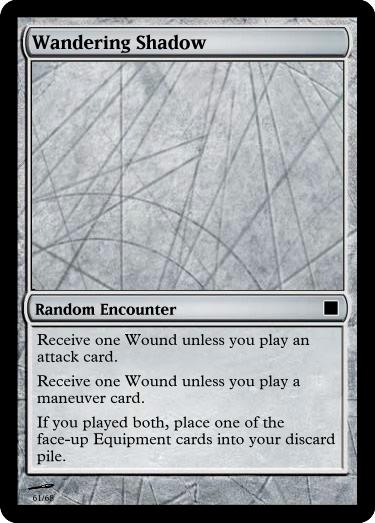 Wandering Shadow
Random Encounter
Receive one Wound unless you play an
attack card.
Receive one Wound unless you play a
maneuver card.
If you played both, place one of the
face-up Equipment cards into your discard
pile.
61/68